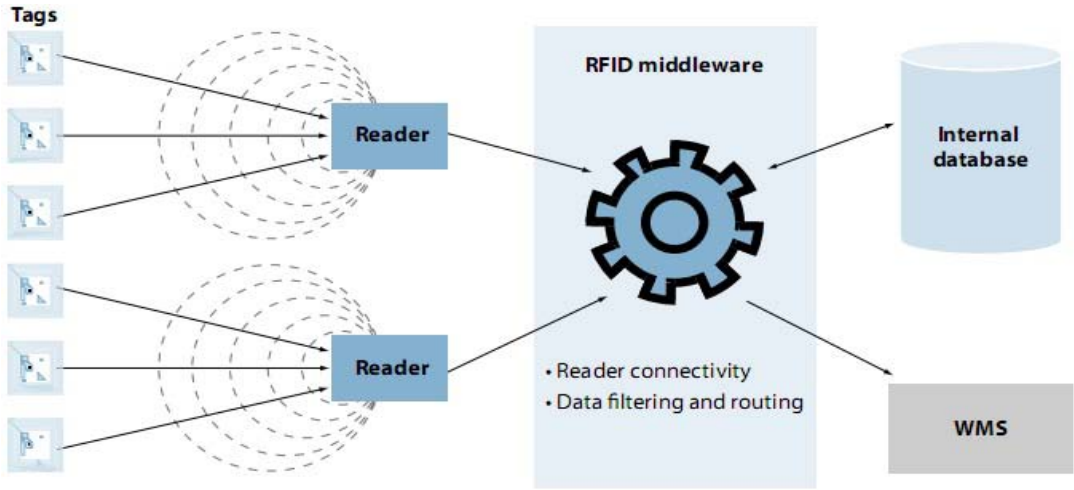 Tags
Reader
Reader
RFID middleware
• Reader connectivity
• Data filtering and routing
Internal
database
WMS